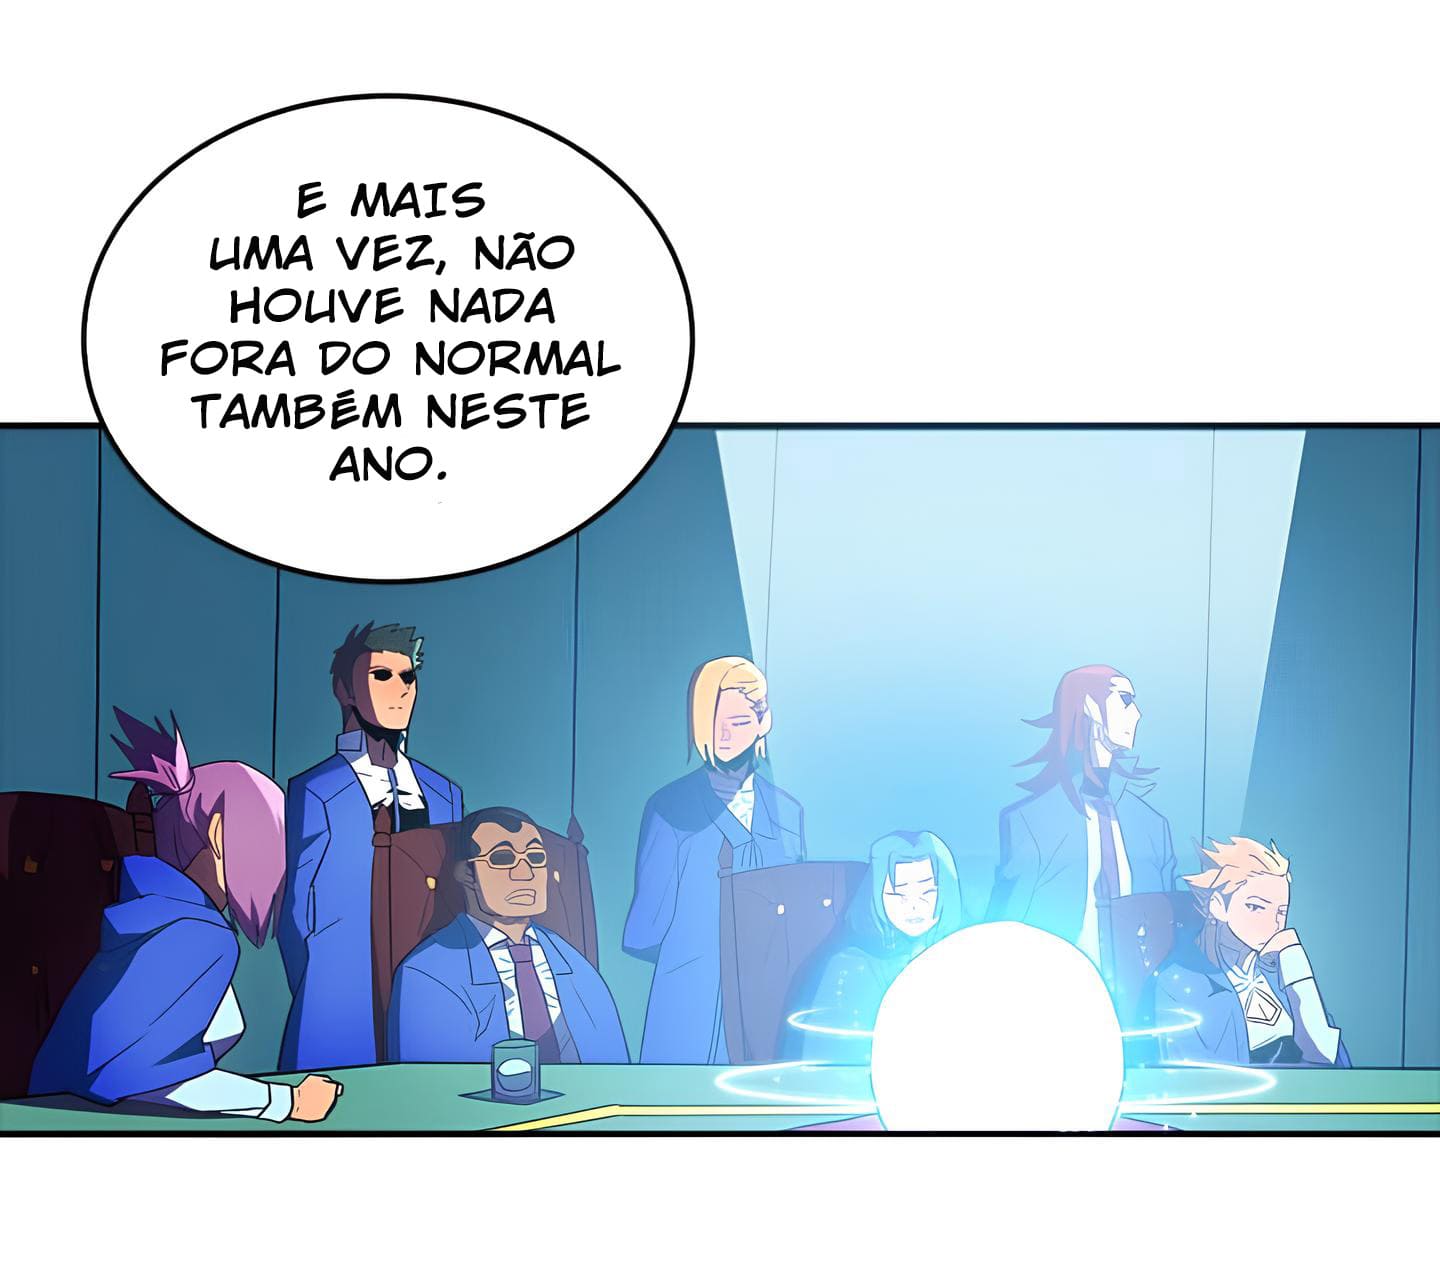 E MAIS
UMA VEZ, NÃO
HOUVE NADA
FORA DO NORMAL
TAMBÉM NESTE
ANO.